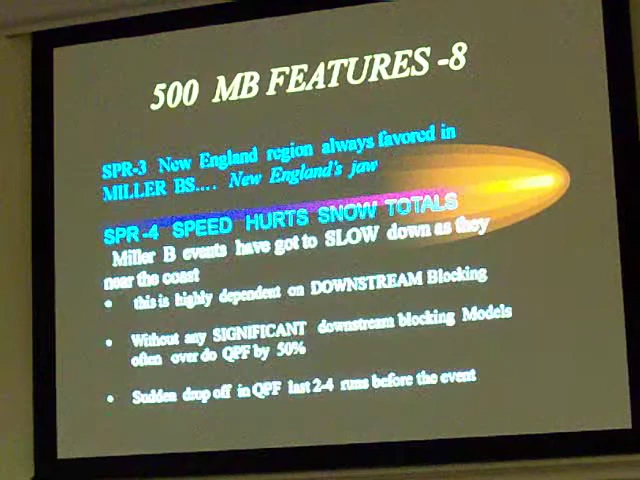 500 MB FEATURES -8
SPR-3 New England region always favored in
MILLER BS.... New England's jaw
SPR-4 SPEED HURTS SNOW TOTALS
Miller B events have got to SLOW down as they
near the coast
• this is highly dependent on DOWNSTREAM Blocking
• Without any SIGNIFICANT downstream blocking Models
often over do QPF by 50%
• Sudden drop off in QPF last 2-4 runs before the event